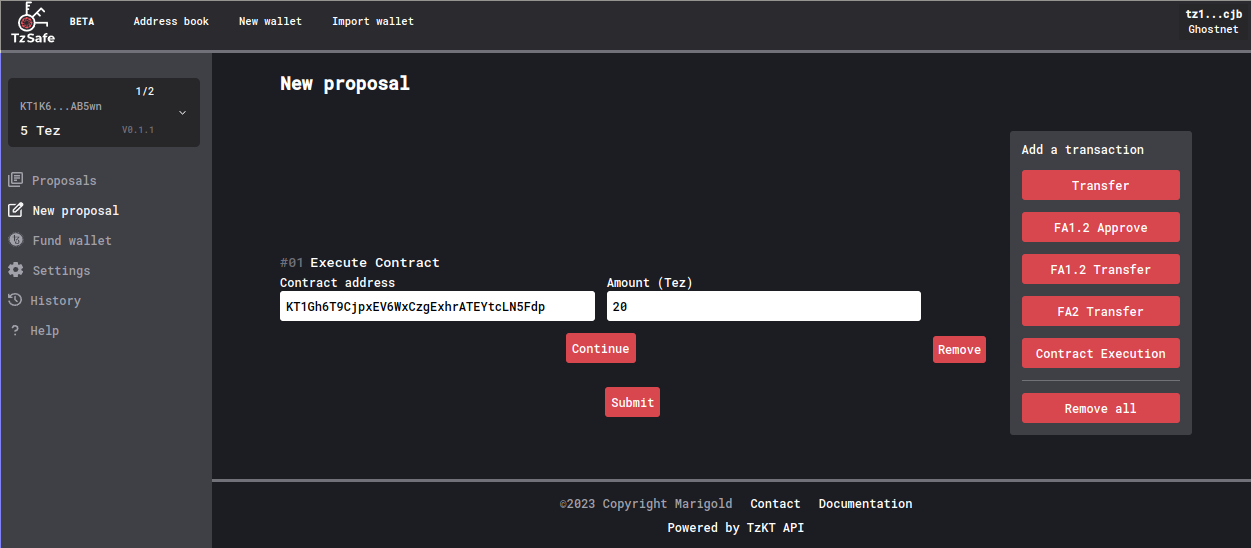 TzSafe
BETA
Address book
New wallet
Import wallet
tz1...cjb
Ghostnet
1/2
KT1K6...AB5wn
5 Tez
V0.1.1
Proposals
New proposal
Fund wallet
Settings
History
? Help
New proposal
#01 Execute Contract
Contract address
Amount (Tez)
KT1Gh6T9CjpxEV6WxCzgExhrATEYtcLN5Fdp
20
Continue
Remove
Submit
Add a transaction
Transfer
FA1.2 Approve
FA1.2 Transfer
FA2 Transfer
Contract Execution
Remove all
©2023 Copyright Marigold
Contact
Documentation
Powered by TzKT API